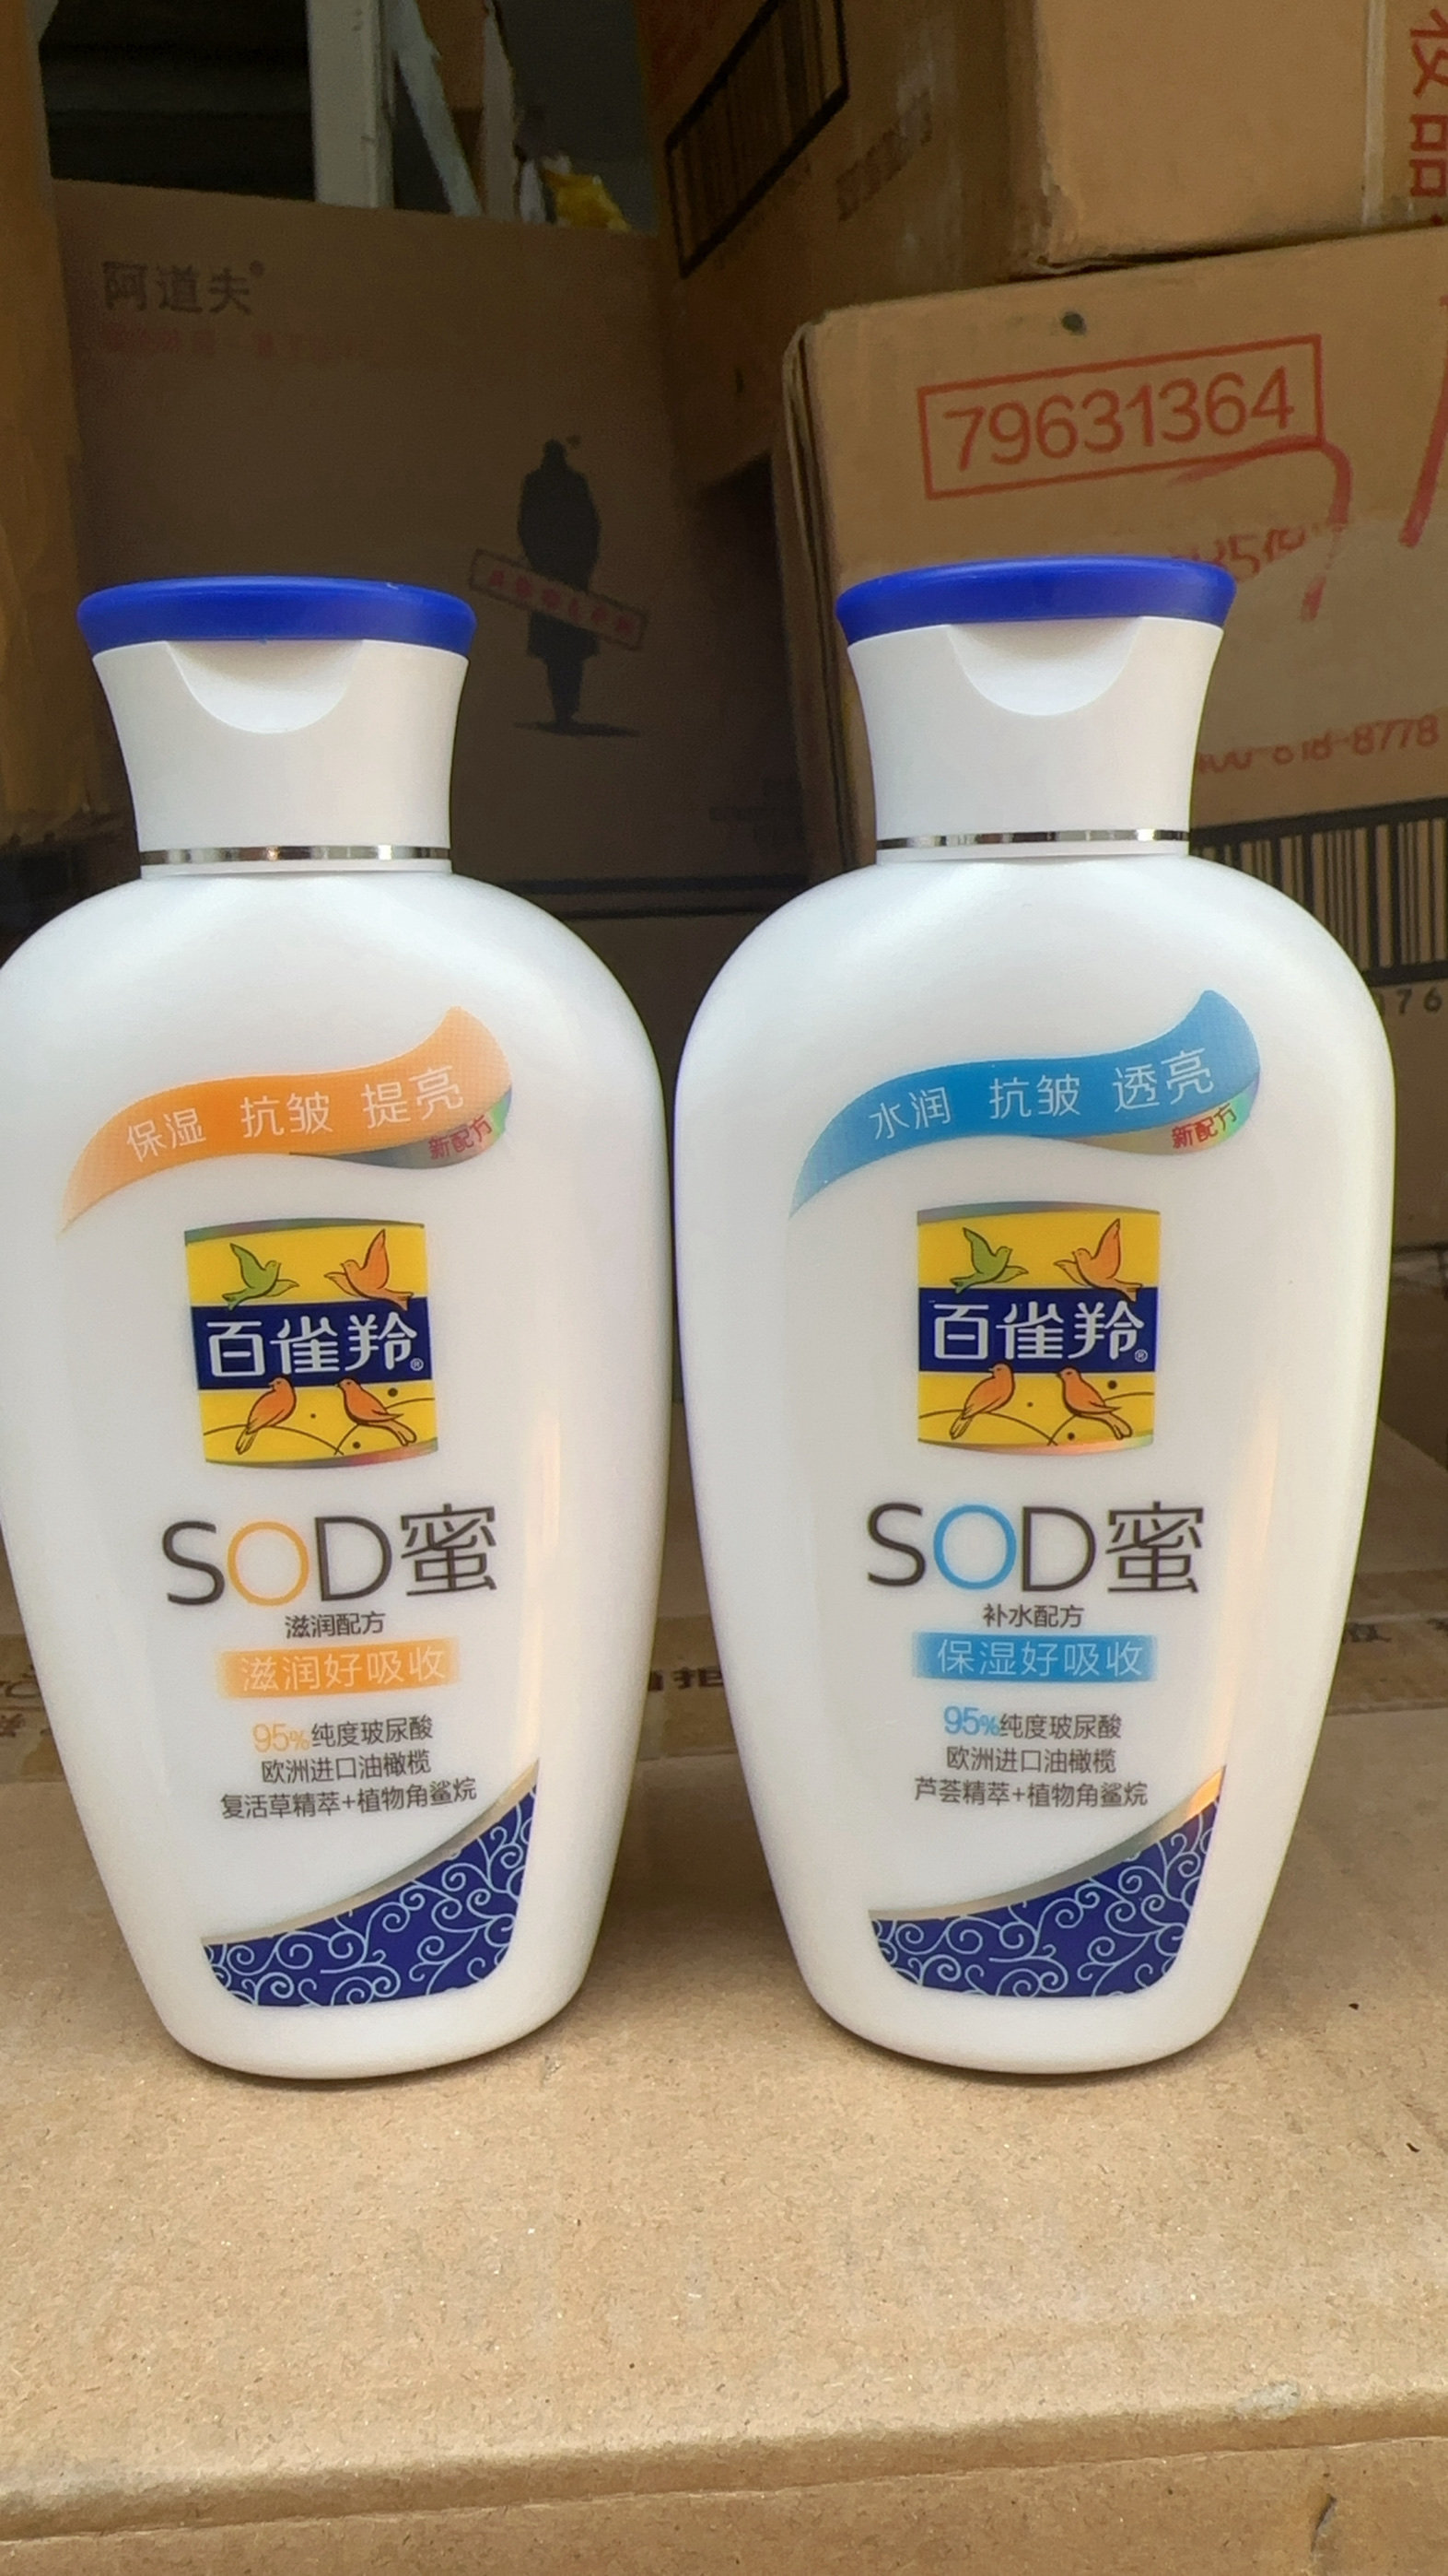 阿道夫®
79631364
8778
保湿 抗皱 提亮
新配方
百雀羚®
SOD蜜
滋润配方
滋润好吸收
95%纯度玻尿酸
欧洲进口油橄榄
复活草精萃+植物角鲨烷
水润 抗皱 透亮
新配方
百雀羚®
SOD蜜
补水配方
保湿好吸收
95%纯度玻尿酸
欧洲进口油橄榄
芦荟精萃+植物角鲨烷